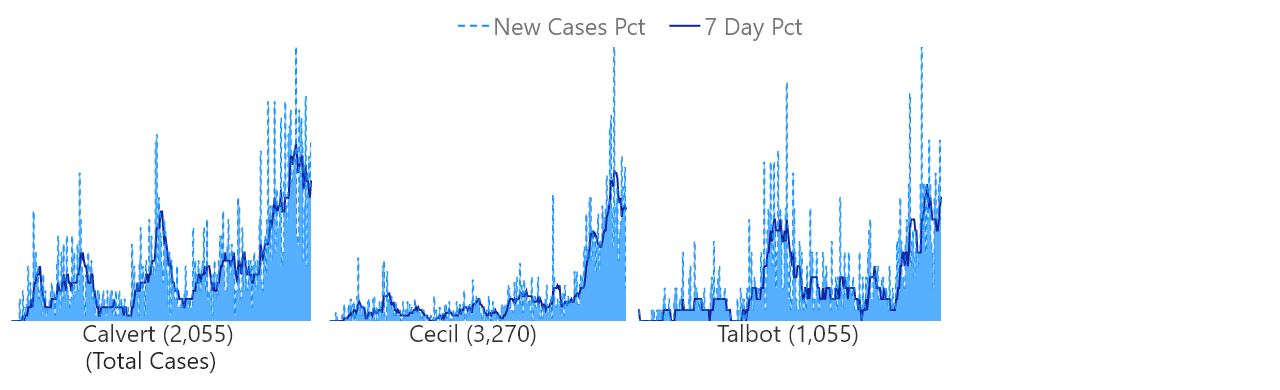 New Cases Pct 7 Day Pct
Calvert (2,055) Cecil (3,270) Talbot (1,055)
(Total Cases)